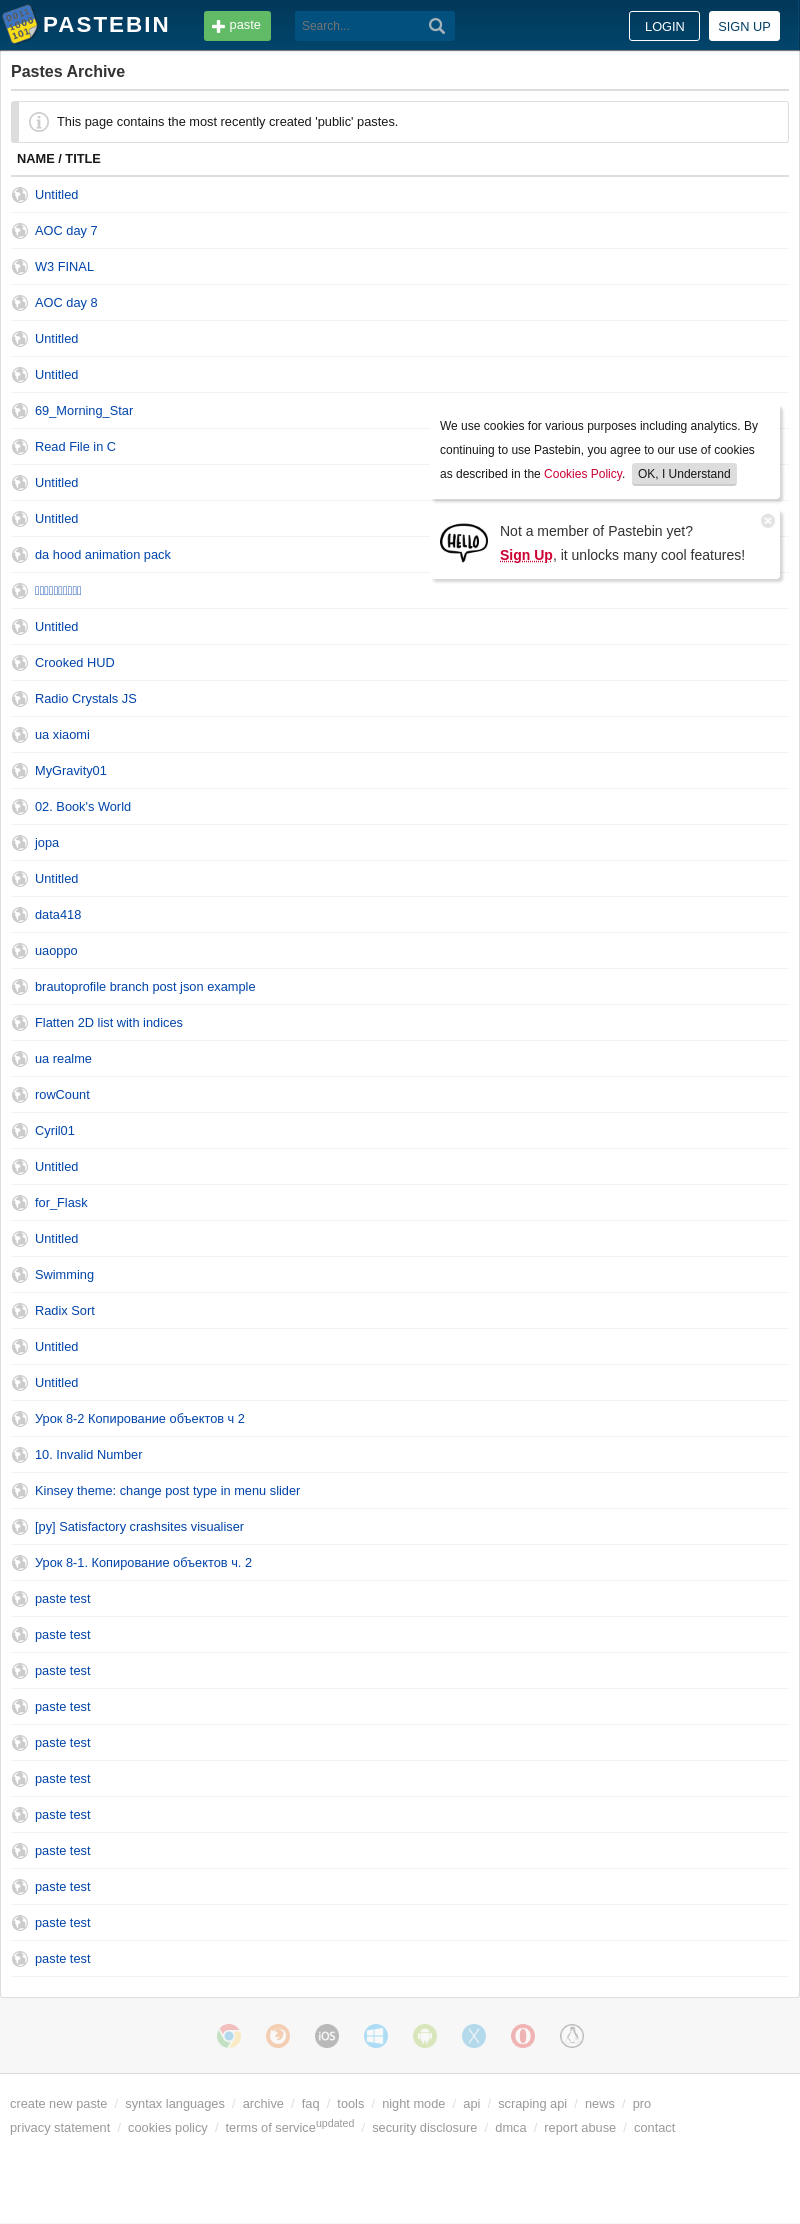 PASTEBIN
paste
Search...
LOGIN
SIGN UP
Pastes Archive
This page contains the most recently created 'public' pastes.
NAME / TITLE
Untitled
AOC day 7
W3 FINAL
AOC day 8
Untitled
Untitled
69_Morning_Star
Read File in C
Untitled
Untitled
da hood animation pack
Untitled
Crooked HUD
Radio Crystals JS
ua xiaomi
MyGravity01
02. Book's World
jopa
Untitled
data418
uaoppo
brautoprofile branch post json example
Flatten 2D list with indices
ua realme
rowCount
Cyril01
Untitled
for_Flask
Untitled
Swimming
Radix Sort
Untitled
Untitled
Урок 8-2 Копирование объектов ч 2
10. Invalid Number
Kinsey theme: change post type in menu slider
[py] Satisfactory crashsites visualiser
Урок 8-1. Копирование объектов ч. 2
paste test
paste test
paste test
paste test
paste test
paste test
paste test
paste test
paste test
paste test
paste test
We use cookies for various purposes including analytics. By
continuing to use Pastebin, you agree to our use of cookies
as described in the Cookies Policy. OK, I Understand
HELLO
Not a member of Pastebin yet?
Sign Up, it unlocks many cool features!
iOS
create new paste / syntax languages / archive / faq / tools / night mode / api / scraping api / news / pro
privacy statement / cookies policy / terms of service updated / security disclosure / dmca / report abuse / contact